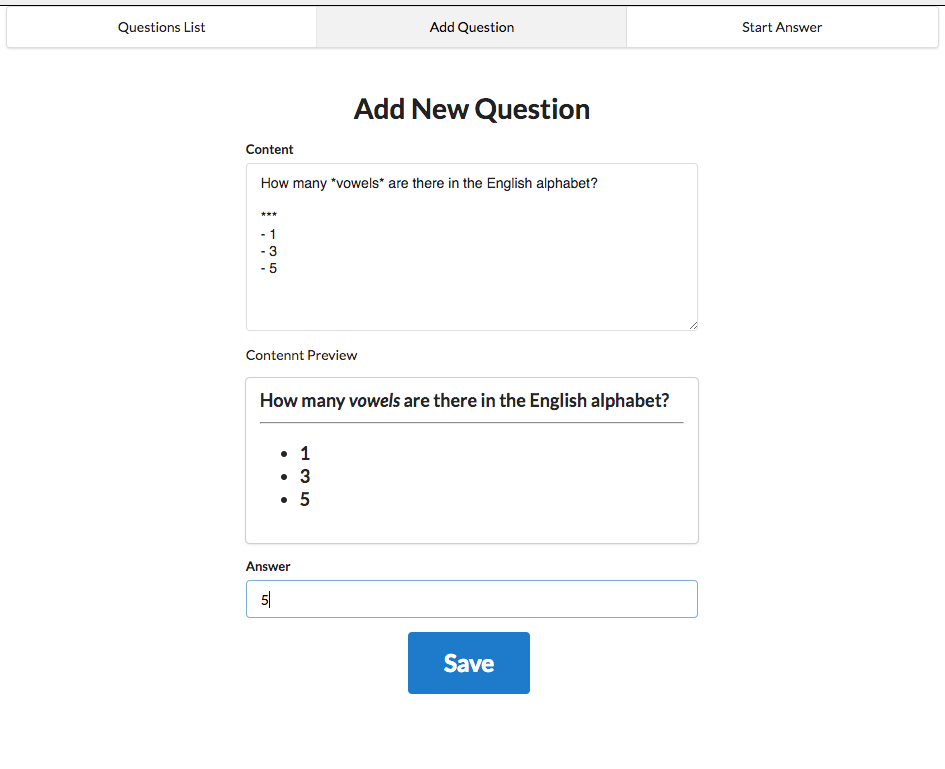 Questions List Add Question Start Answer
Add New Question
Content
How many *vowels* are there in the English alphabet?
***
- 1
- 3
- 5
Contennt Preview
How many vowels are there in the English alphabet?
• 1
• 3
• 5
Answer
5
Save